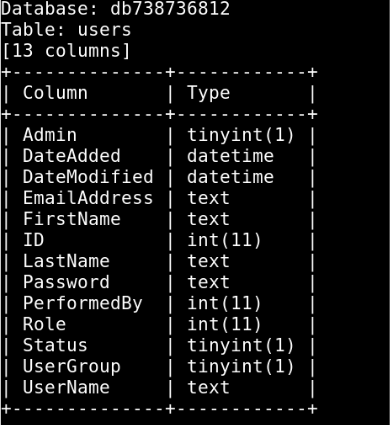 Database: db738736812
Table: users
[13 columns]
+--------------+------------+
| Column       | Type       |
+--------------+------------+
| Admin        | tinyint(1) |
| DateAdded    | datetime   |
| DateModified | datetime   |
| EmailAddress | text       |
| FirstName    | text       |
| ID           | int(11)    |
| LastName     | text       |
| Password     | text       |
| PerformedBy  | int(11)    |
| Role         | int(11)    |
| Status       | tinyint(1) |
| UserGroup    | tinyint(1) |
| UserName     | text       |
+--------------+------------+